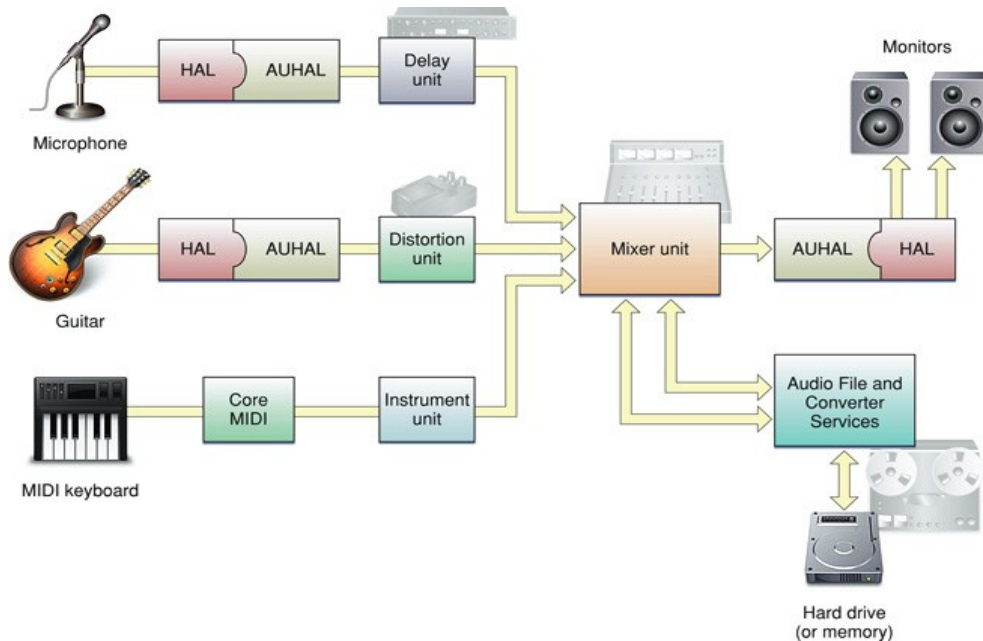 HAL
AUHAL
Delay
unit
Microphone
Monitors
HAL
AUHAL
Distortion
unit
Guitar
Mixer unit
AUHAL
HAL
Core
MIDI
Instrument
unit
MIDI keyboard
Audio File and
Converter
Services
Hard drive
(or memory)